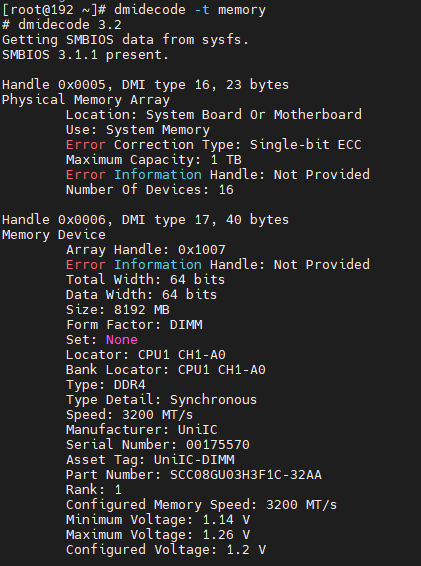 [root@192 ~]# dmidecode -t memory
# dmidecode 3.2
Getting SMBIOS data from sysfs.
SMBIOS 3.1.1 present.

Handle 0x0005, DMI type 16, 23 bytes
Physical Memory Array
        Location: System Board Or Motherboard
        Use: System Memory
        Error Correction Type: Single-bit ECC
        Maximum Capacity: 1 TB
        Error Information Handle: Not Provided
        Number Of Devices: 16

Handle 0x0006, DMI type 17, 40 bytes
Memory Device
        Array Handle: 0x1007
        Error Information Handle: Not Provided
        Total Width: 64 bits
        Data Width: 64 bits
        Size: 8192 MB
        Form Factor: DIMM
        Set: None
        Locator: CPU1 CH1-A0
        Bank Locator: CPU1 CH1-A0
        Type: DDR4
        Type Detail: Synchronous
        Speed: 3200 MT/s
        Manufacturer: UniIC
        Serial Number: 00175570
        Asset Tag: UniIC-DIMM
        Part Number: SCC08GU03H3F1C-32AA
        Rank: 1
        Configured Memory Speed: 3200 MT/s
        Minimum Voltage: 1.14 V
        Maximum Voltage: 1.26 V
        Configured Voltage: 1.2 V